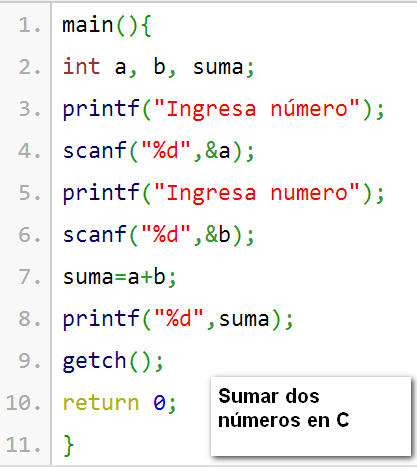 1. main(){
2. int a, b, suma;
3. printf("Ingresa número");
4. scanf("%d",&a);
5. printf("Ingresa numero");
6. scanf("%d",&b);
7. suma=a+b;
8. printf("%d",suma);
9. getch();
10. return 0;
11. }
Sumar dos
números en C